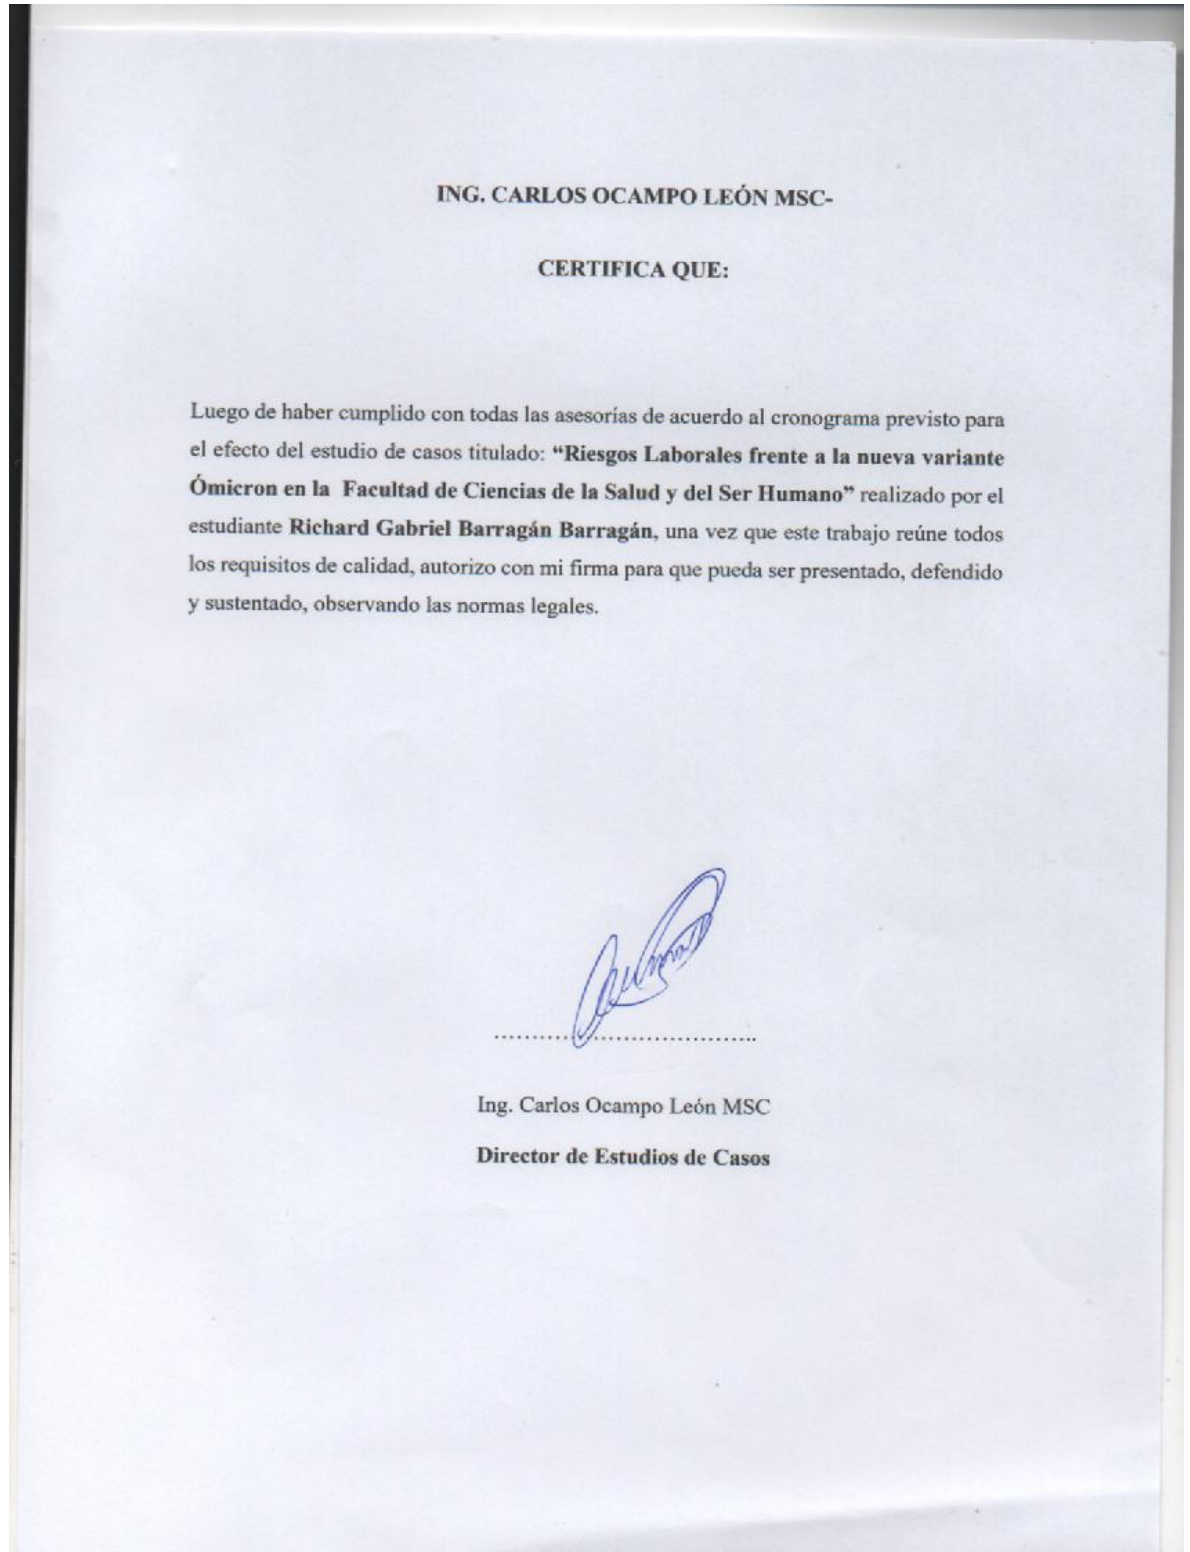 ING. CARLOS OCAMPO LEÓN MSC-
CERTIFICA QUE:
Luego de haber cumplido con todas las asesorías de acuerdo al cronograma previsto para
el efecto del estudio de casos titulado: “Riesgos Laborales frente a la nueva variante
Ómicron en la Facultad de Ciencias de la Salud y del Ser Humano” realizado por el
estudiante Richard Gabriel Barragán Barragán, una vez que este trabajo reúne todos
los requisitos de calidad, autorizo con mi firma para que pueda ser presentado, defendido
y sustentado, observando las normas legales.
Ing. Carlos Ocampo León MSC
Director de Estudios de Casos